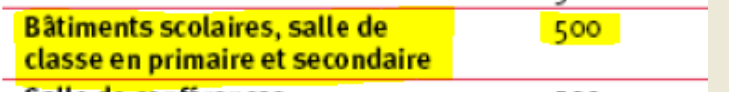 Bâtiments scolaires, salle de 500
classe en primaire et secondaire